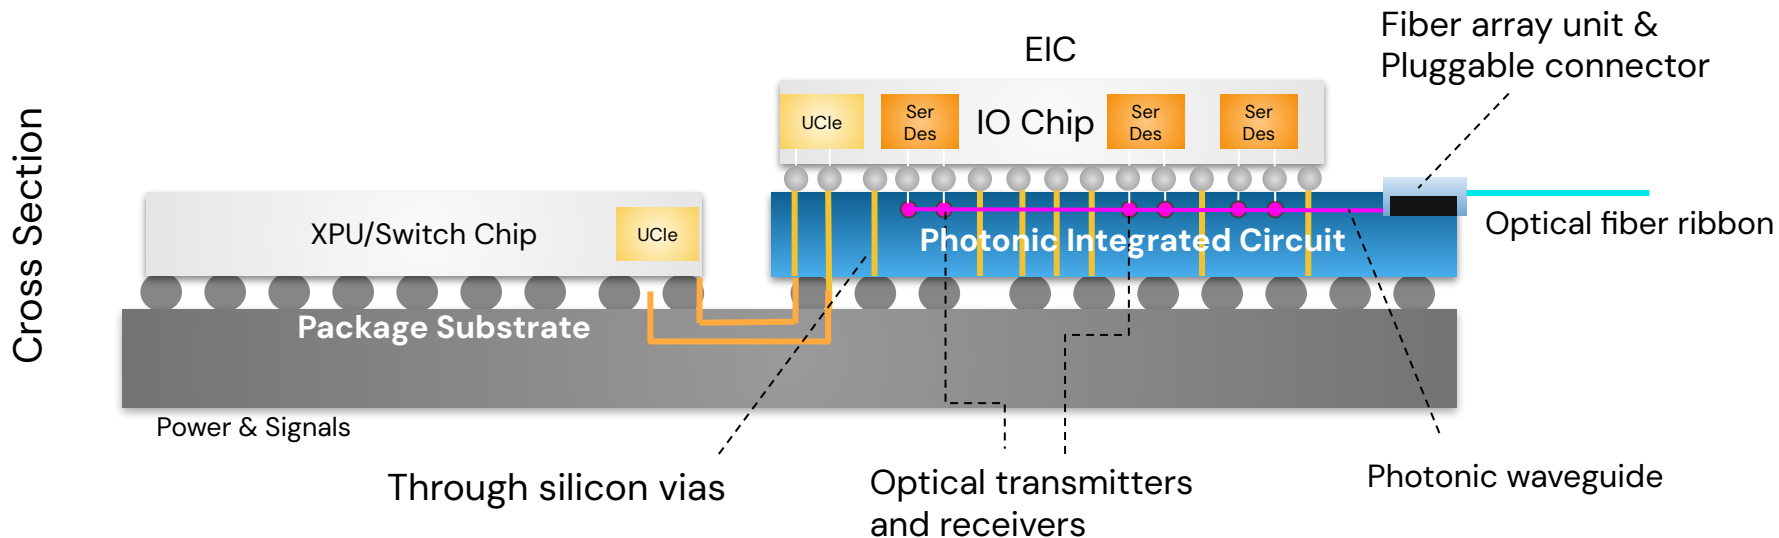 Cross Section
EIC
Fiber array unit &
Pluggable connector
UCIe
Ser
Des
IO Chip
Ser
Des
Ser
Des
XPU/Switch Chip
UCIe
Photonic Integrated Circuit
Optical fiber ribbon
Package Substrate
Power & Signals
Through silicon vias
Optical transmitters
and receivers
Photonic waveguide